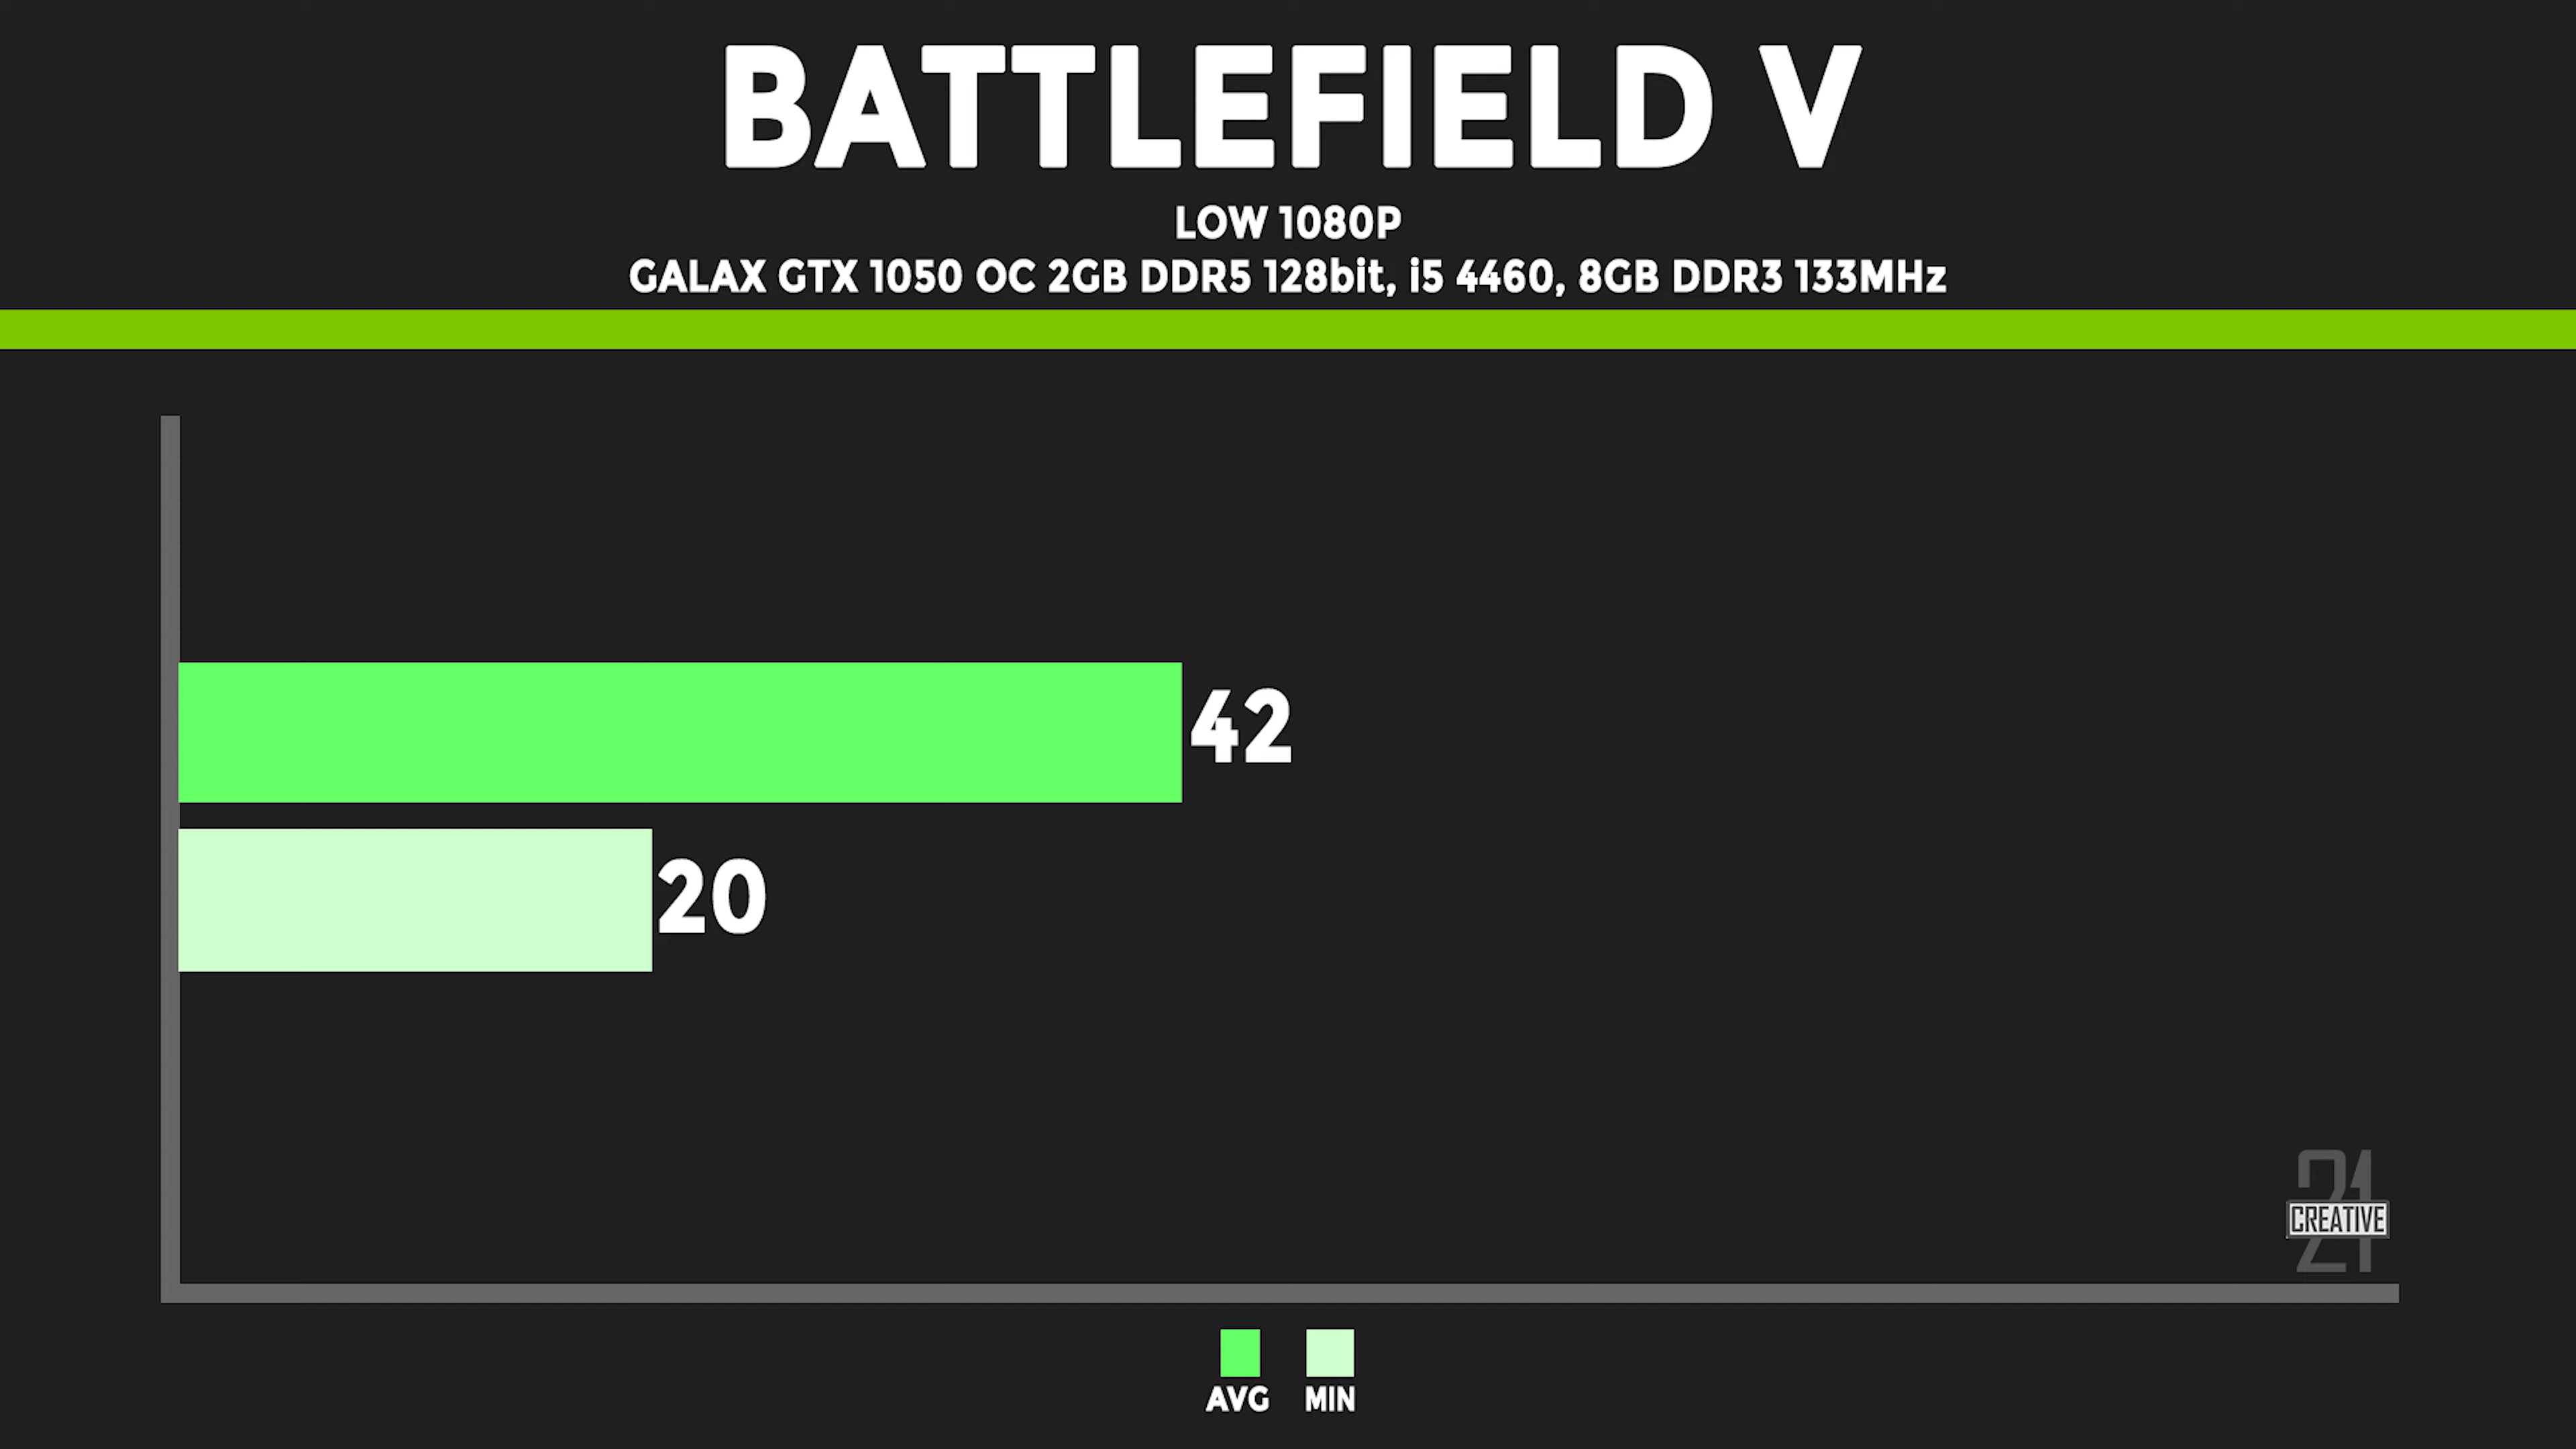 BATTLEFIELD V
LOW 1080P
GALAX GTX 1050 OC 2GB DDR5 128bit, i5 4460, 8GB DDR3 133MHz
42
20
21
CREATIVE
AVG MIN